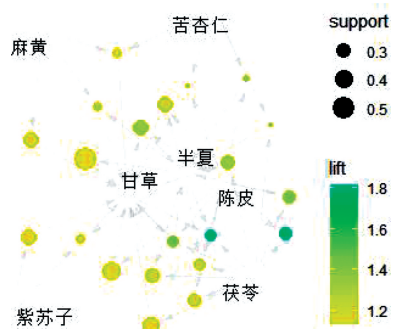 苦杏仁
麻黄
半夏
甘草
陈皮
茯苓
紫苏子
support
0.3
0.4
0.5
lift
1.8
1.6
1.4
1.2